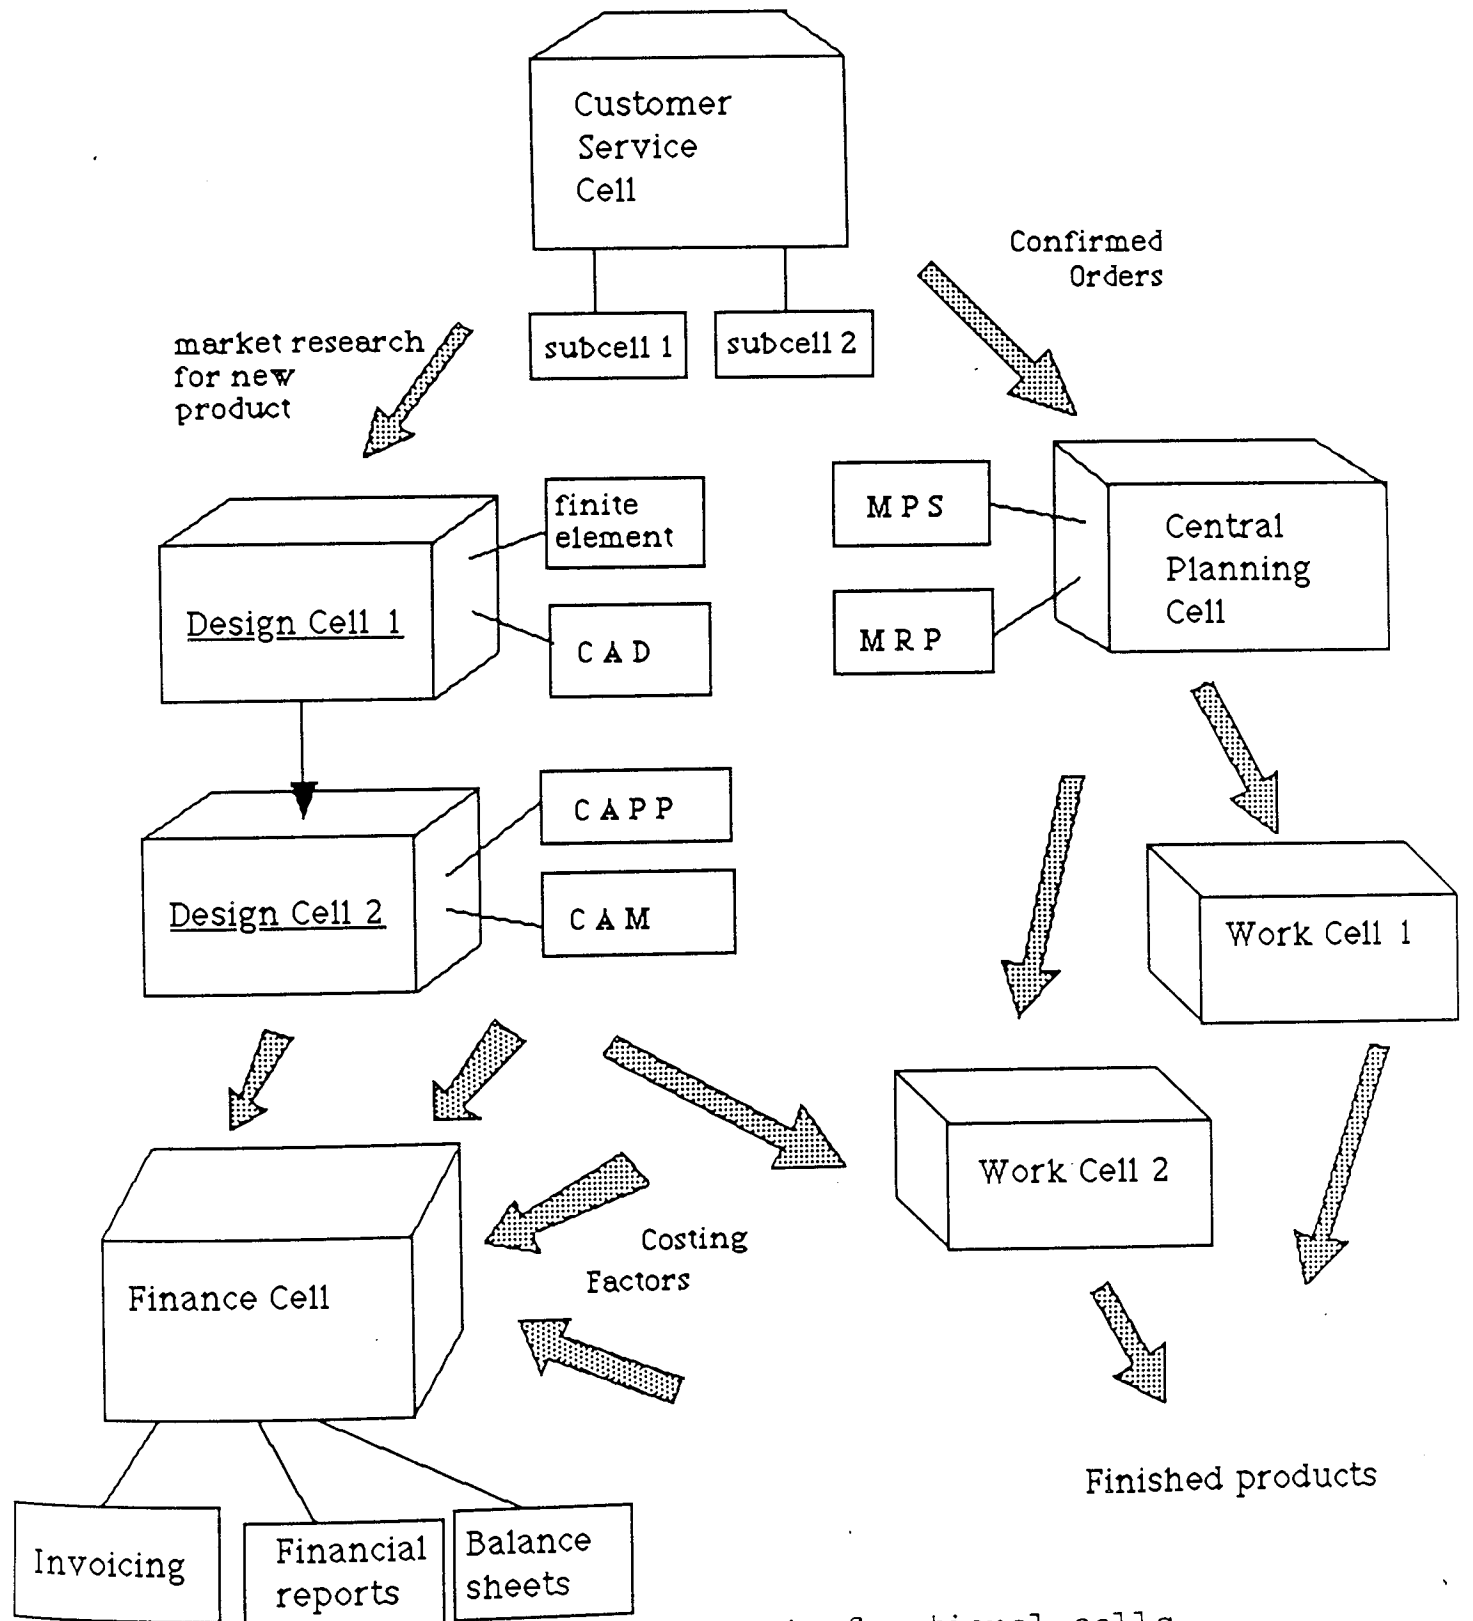 Customer
Service
Cell
Confirmed
Orders
subcell 1
subcell 2
market research
for new
product
finite
element
MPS
Central
Planning
Cell
Design Cell 1
CAD
MRP
CAPP
Design Cell 2
CAM
Work Cell 1
Work Cell 2
Costing
Factors
Finance Cell
Finished products
Invoicing
Financial
reports
Balance
sheets
cells